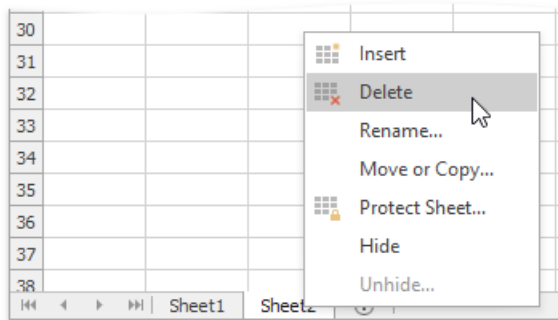 30
31
32
33
34
35
36
37
38
Insert
Delete
Rename...
Move or Copy...
Protect Sheet...
Hide
Unhide...
Sheet1
Sheet2